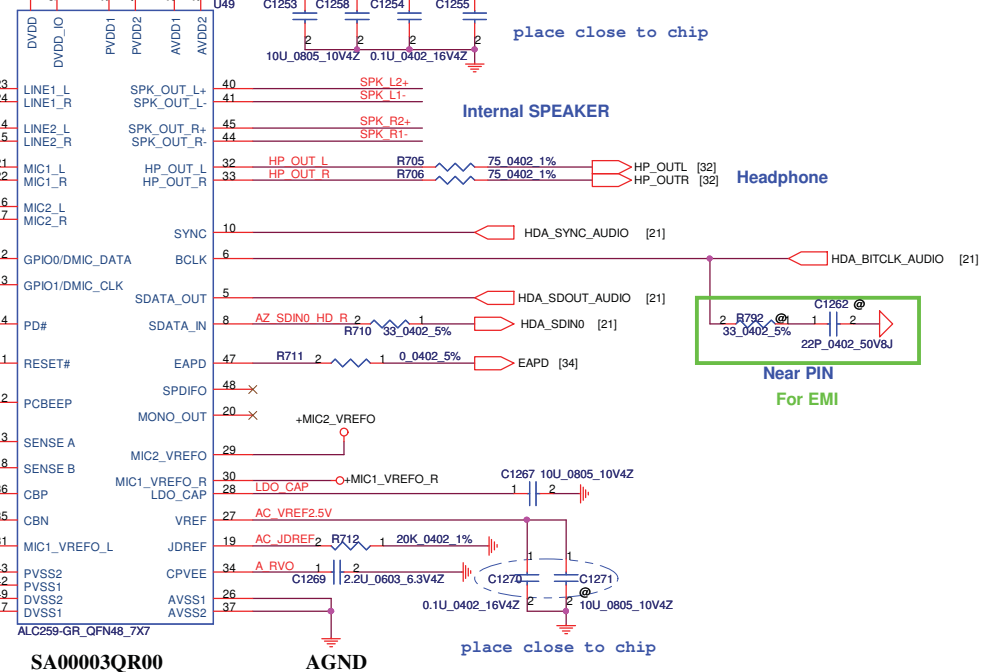 U49
C1253 C1258 C1254 C1255
DVDD DVDD_IO PVDD1 PVDD2 AVDD1 AVDD2
2 2 2 2
place close to chip
10U_0805_10V4Z 0.1U_0402_16V4Z
LINE1_L SPK_OUT_L+ 40 SPK_L2+
LINE1_R SPK_OUT_L- 41 SPK_L1-
Internal SPEAKER
LINE2_L SPK_OUT_R+ 45 SPK_R2+
LINE2_R SPK_OUT_R- 44 SPK_R1-
MIC1_L HP_OUT_L 32 HP_OUT_L R705 75_0402_1% HP_OUTL [32]
MIC1_R HP_OUT_R 33 HP_OUT_R R706 75_0402_1% HP_OUTR [32]
Headphone
MIC2_L
MIC2_R
SYNC 10 HDA_SYNC_AUDIO [21]
2 GPIO0/DMIC_DATA BCLK 6 HDA_BITCLK_AUDIO [21]
3 GPIO1/DMIC_CLK
SDATA_OUT 5 HDA_SDOUT_AUDIO [21]
C1262 @
4 PD# SDATA_IN 8 AZ_SDIN0_HD_R 2 1 HDA_SDIN0 [21]
R710 33_0402_5%
2 R792 @ 1 1 2
33_0402_5% 22P_0402_50V8J
RESET# EAPD 47 R711 2 1 0_0402_5% EAPD [34]
Near PIN
For EMI
SPDIFO 48
PCBEEP
MONO_OUT 20
+MIC2_VREFO
SENSE A
MIC2_VREFO 29
SENSE B
MIC1_VREFO_R 30 +MIC1_VREFO_R
C1267 10U_0805_10V4Z
CBP LDO_CAP 28 LDO_CAP 1 2
CBN VREF 27 AC_VREF2.5V
MIC1_VREFO_L JDREF 19 AC_JDREF 2 R712 1 20K_0402_1%
1 1
PVSS2 CPVEE 34 A_RVO 1 2
C1269 2.2U_0603_6.3V4Z
C1270 C1271
PVSS1
@
DVSS2 AVSS1 26
2 2
0.1U_0402_16V4Z 10U_0805_10V4Z
DVSS1 AVSS2 37
ALC259-GR_QFN48_7X7
place close to chip
SA00003QR00 AGND